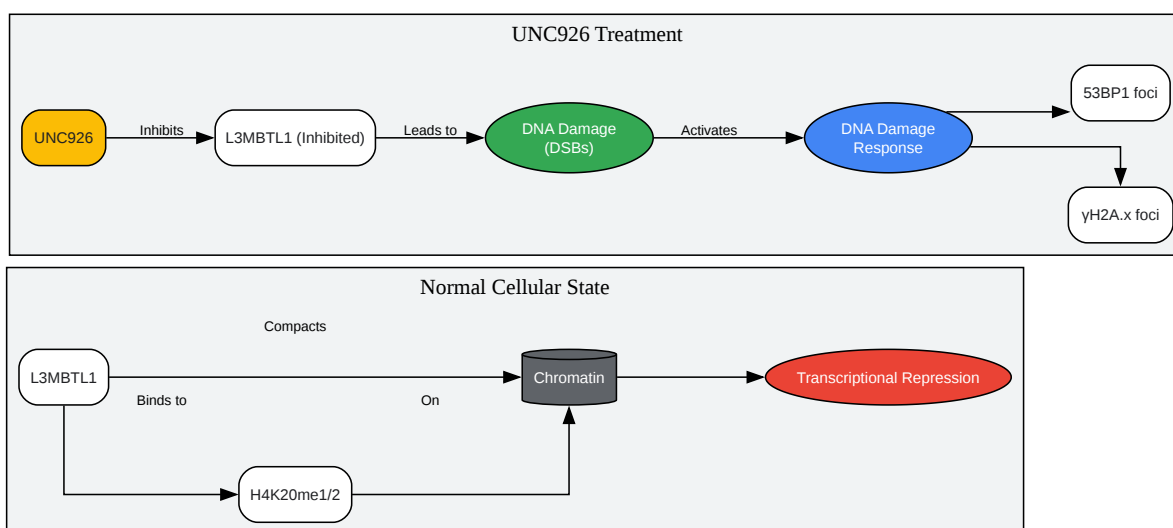 UNC926 Treatment
53BP1 foci
UNC926
Inhibits
L3MBTL1 (Inhibited)
Leads to
DNA Damage
(DSBs)
Activates
DNA Damage
Response
γH2A.x foci
Normal Cellular State
Compacts
L3MBTL1
Chromatin
Transcriptional Repression
Binds to
On
H4K20me1/2